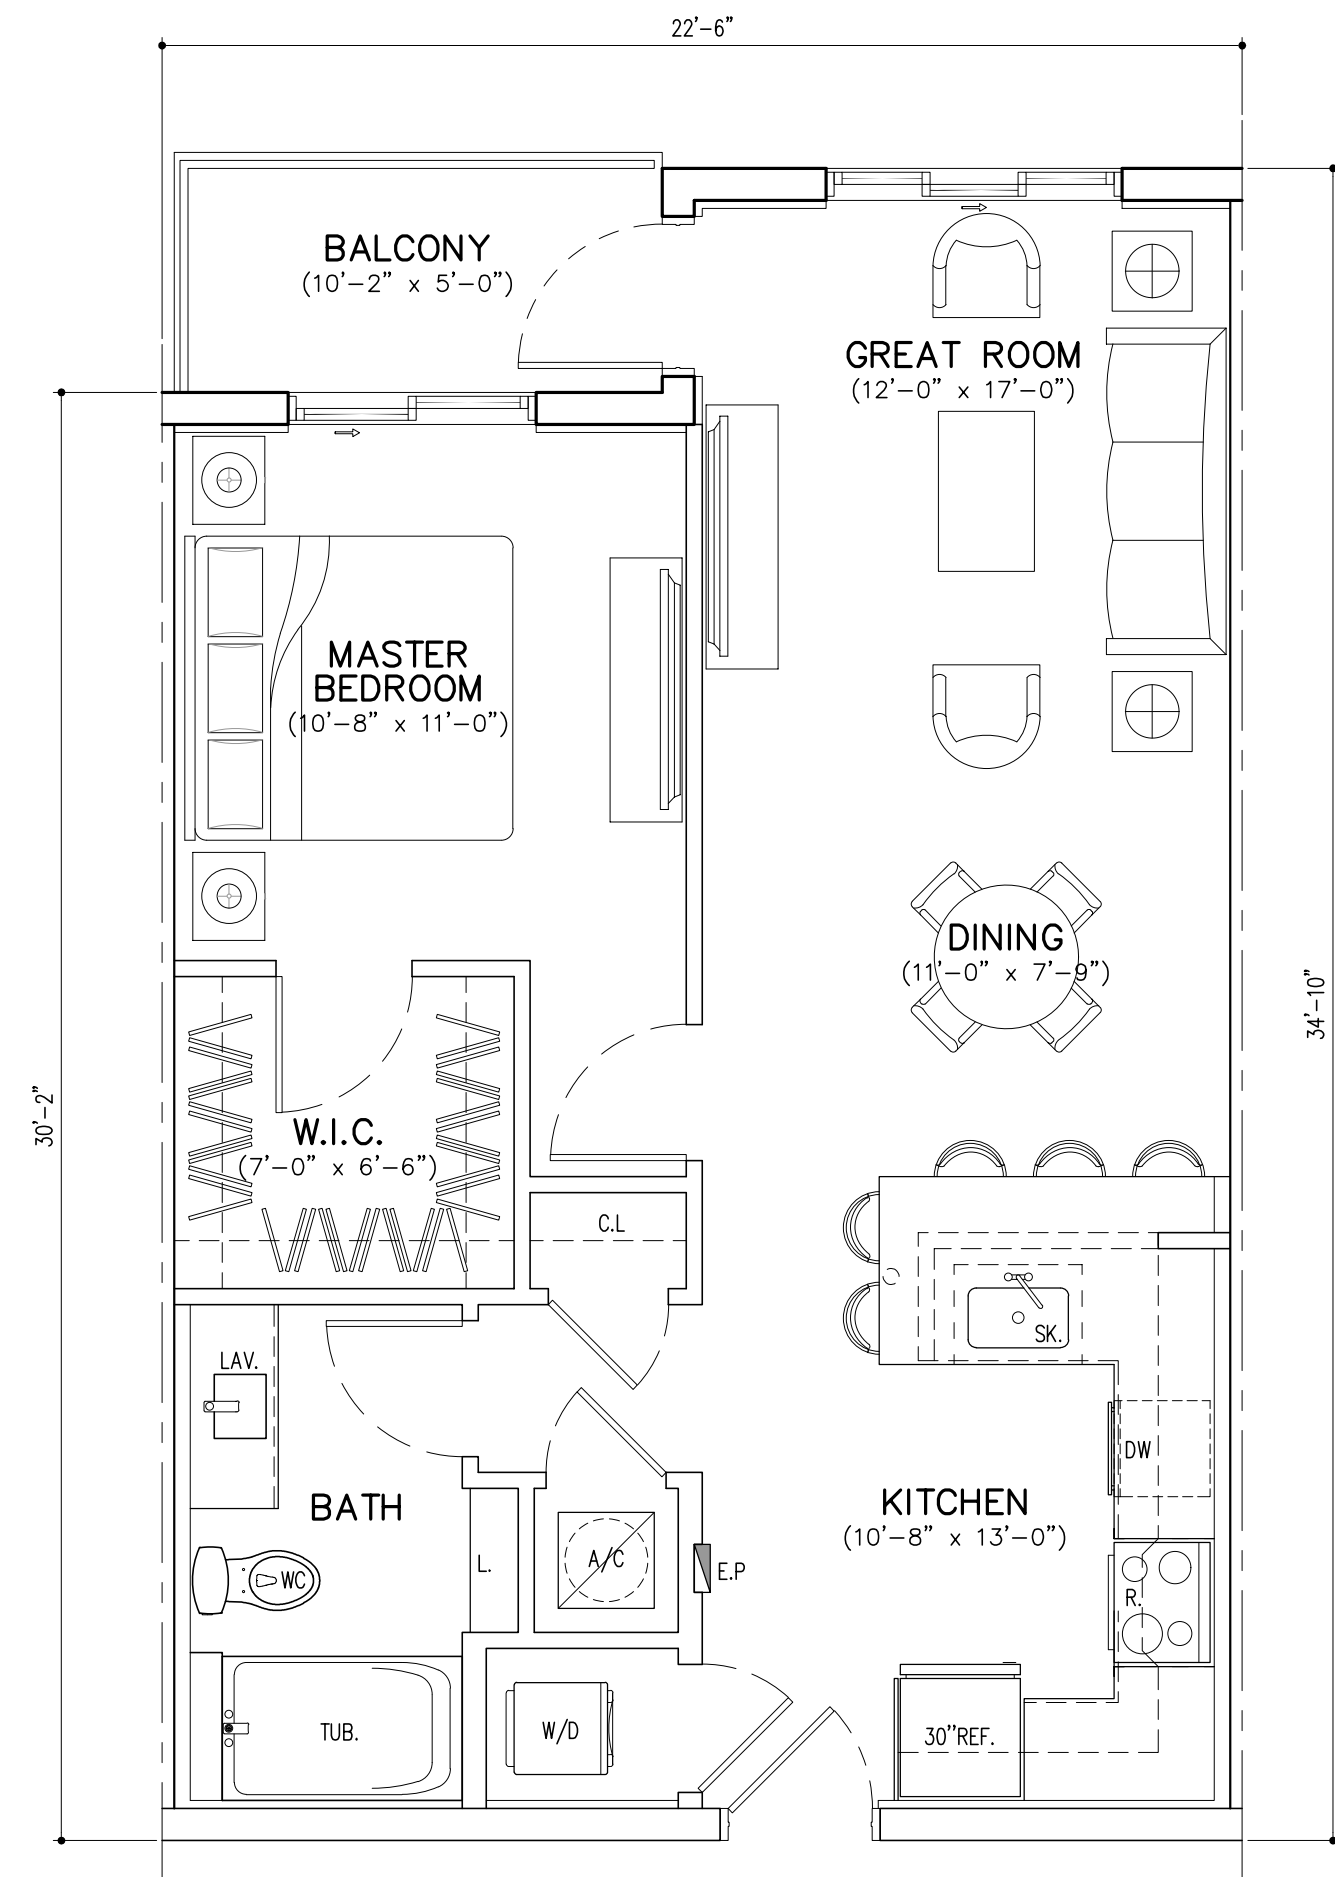 22'-6"
BALCONY
(10'-2" x 5'-0")
GREAT ROOM
(12'-0" x 17'-0")
MASTER
BEDROOM
(10'-8" x 11'-0")
DINING
(11'-0" x 7'-9")
34'-10"
30'-2"
W.I.C.
(7'-0" x 6'-6")
C.L
SK.
LAV.
DW
BATH
KITCHEN
(10'-8" x 13'-0")
WC
L.
A/C
E.P
R.
TUB.
W/D
30"REF.